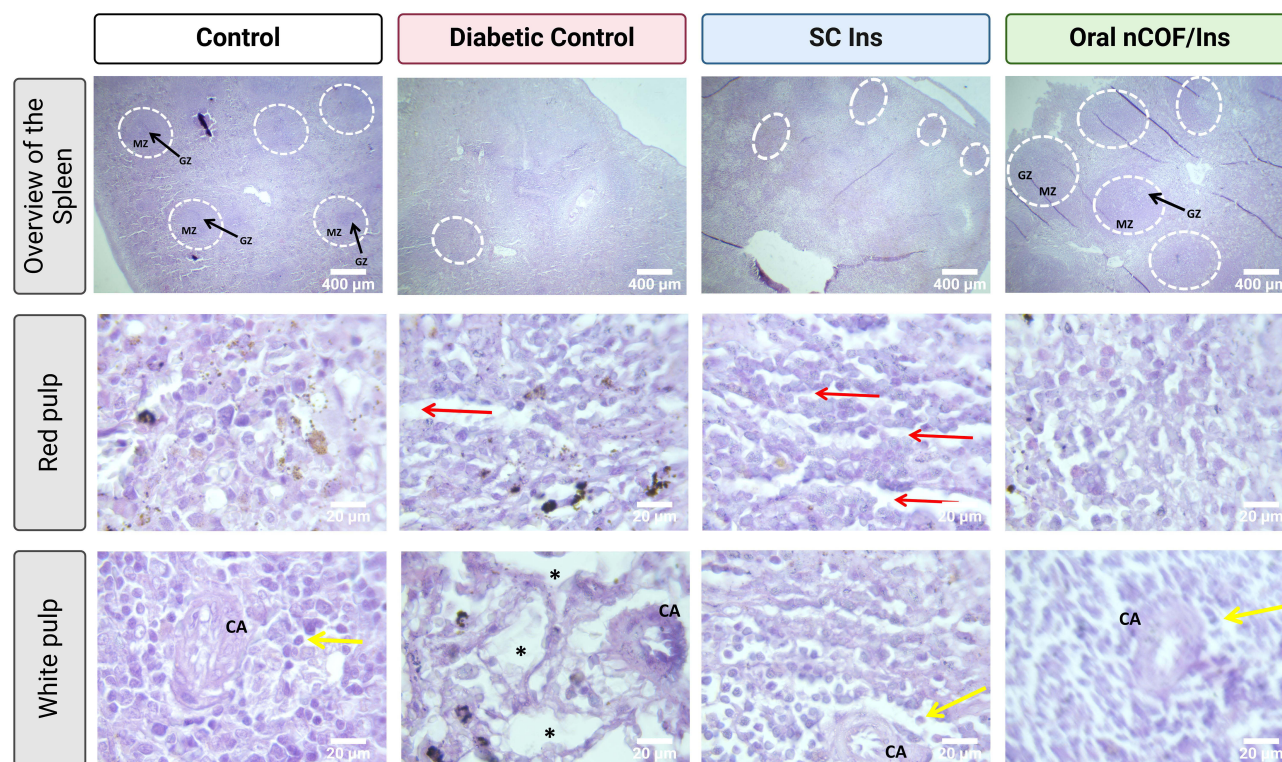 Control
Diabetic Control
SC Ins
Oral nCOF/Ins
Overview of the
Spleen
MZ
GZ
MZ
GZ
MZ
GZ
400 µm
400 µm
400 µm
GZ
MZ
MZ
GZ
400 µm
Red pulp
20 µm
20 µm
20 µm
20 µm
White pulp
CA
20 µm
*
*
*
CA
20 µm
CA
20 µm
CA
20 µm